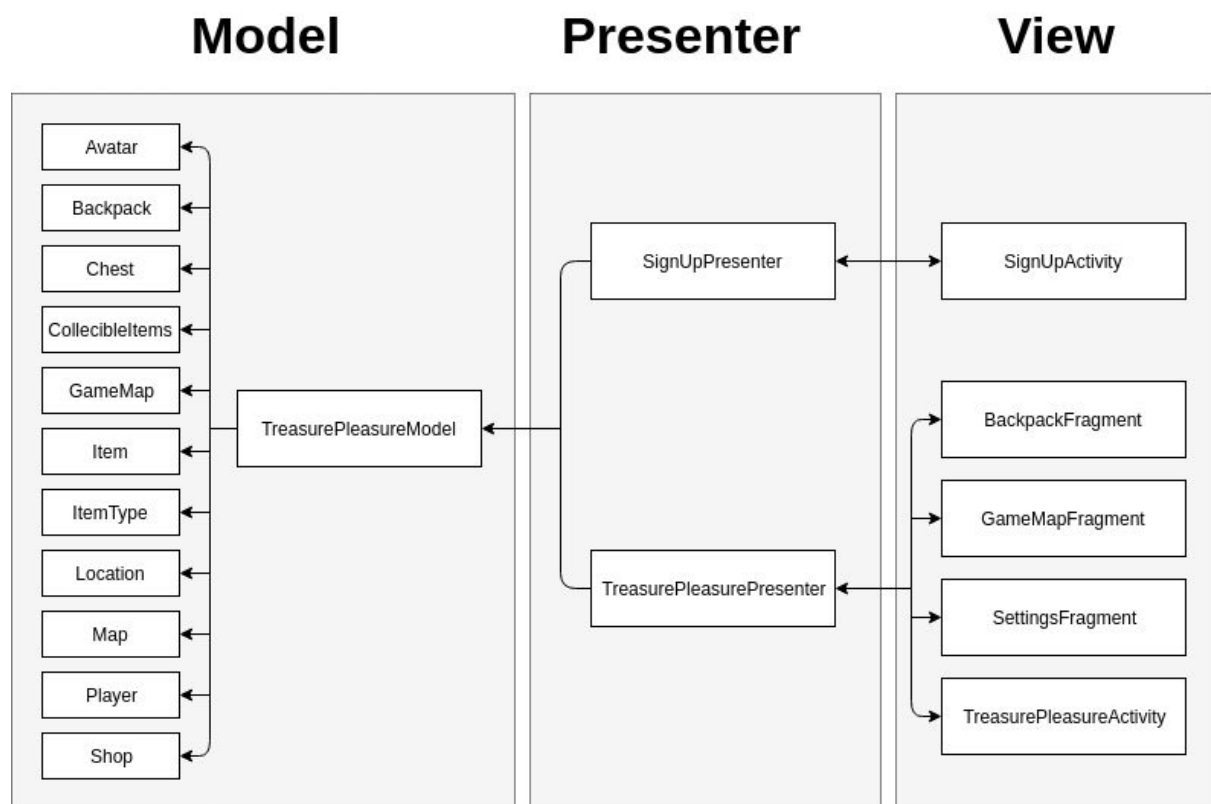 Model
Presenter
View
Avatar
Backpack
Chest
CollecibleItems
GameMap
Item
ItemType
Location
Map
Player
Shop
TreasurePleasureModel
SignUpPresenter
TreasurePleasurePresenter
SignUpActivity
BackpackFragment
GameMapFragment
SettingsFragment
TreasurePleasureActivity